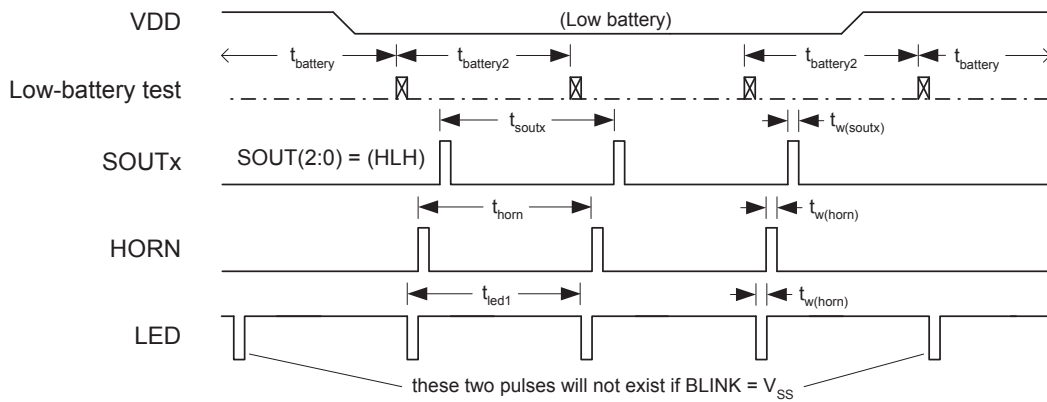 VDD
(Low battery)
t_battery t_battery2 t_battery2 t_battery
Low-battery test
t_soutx t_w(soutx)
SOUTx
SOUT(2:0) = (HLH)
t_horn t_w(horn)
HORN
t_led1 t_w(horn)
LED
these two pulses will not exist if BLINK = V_SS